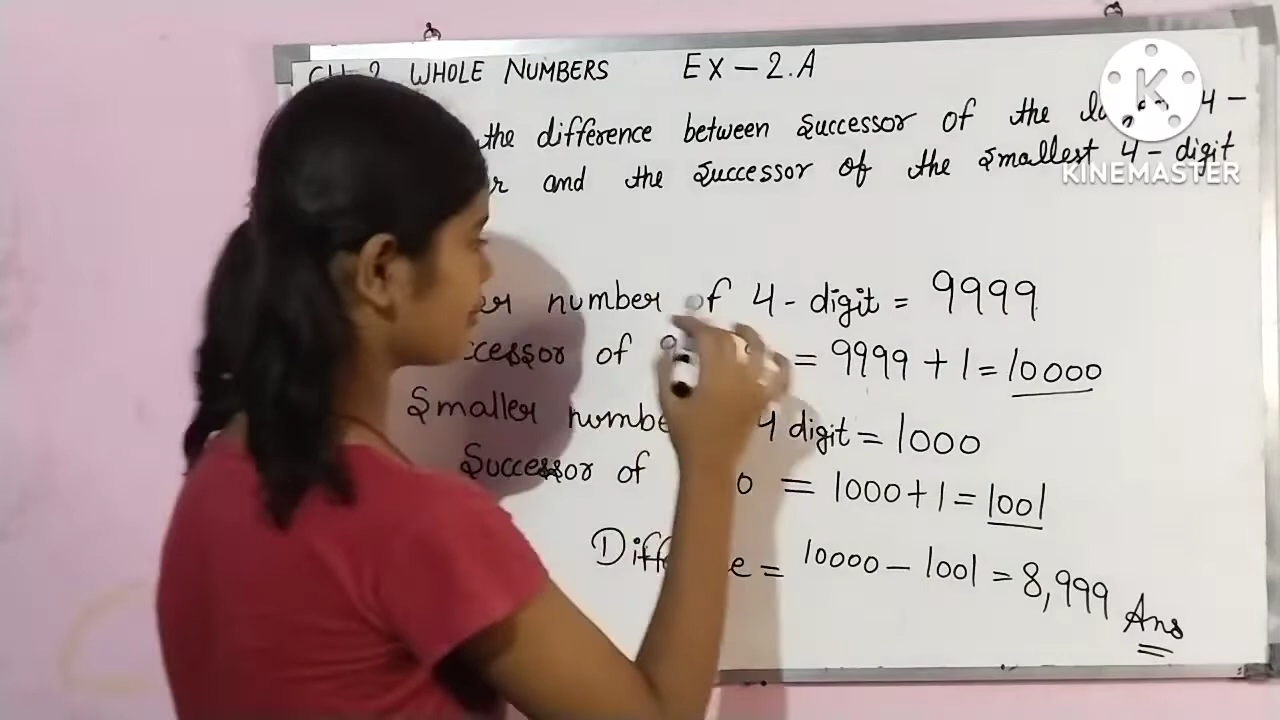 WHOLE NUMBERS EX-2.A
the difference between Successor of the 4-
and the Successor of the Smallest 4-digit
K
KINEMASTER
number of 4-digit = 9999
of = 9999 + 1 = 10000
Smaller 4 digit = 1000
Successor of = 1000+1 = 1001
= 10000 - 1001 = 8,999 Ans